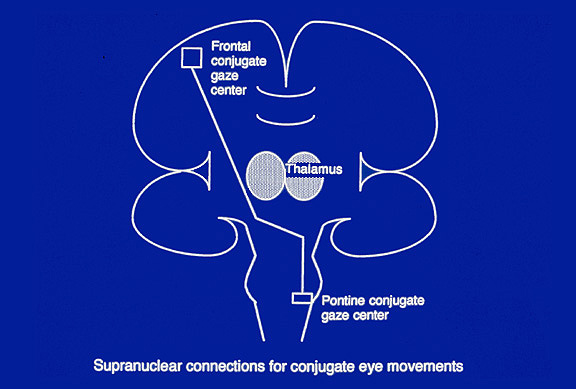 Frontal
conjugate
gaze
center
Thalamus
Pontine conjugate
gaze center
Supranuclear connections for conjugate eye movements